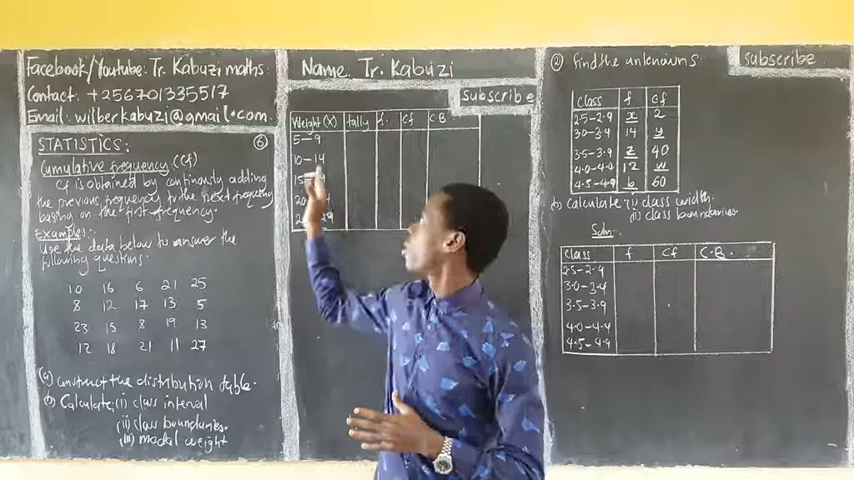 Facebook/Youtube: Tr. Kabuzi maths.
Contact: +256701335517
Email: wilberkabuzi@gmail.com
STATISTICS: 6
Cumulative frequency (cf)
Cf is obtained by continously adding
the previous frequency to the next frequency
basing on the first frequency.
Examples:
Use the data below to answer the
following questions.
10 16 6 21 25
8 12 17 13 5
23 15 8 19 13
12 18 21 11 27
(a) construct the distribution table.
(b) Calculate: (i) class interval
(ii) class boundaries.
(iii) modal weight
Name: Tr. Kabuzi
subscribe
Weight (X) tally f. cf C.B
5-9
10-14
15
20
29
② find the unknowns. subscribe
class f cf
2.5-2.9 x 2
3.0-3.4 14 y
3.5-3.9 z 40
4.0-4.4 12 w
4.5-4.9 b 60
b) calculate (i) class width.
(ii) class boundaries.
Soln.
class f cf C.B.
2.5-2.9
3.0-3.4
3.5-3.9
4.0-4.4
4.5-4.9